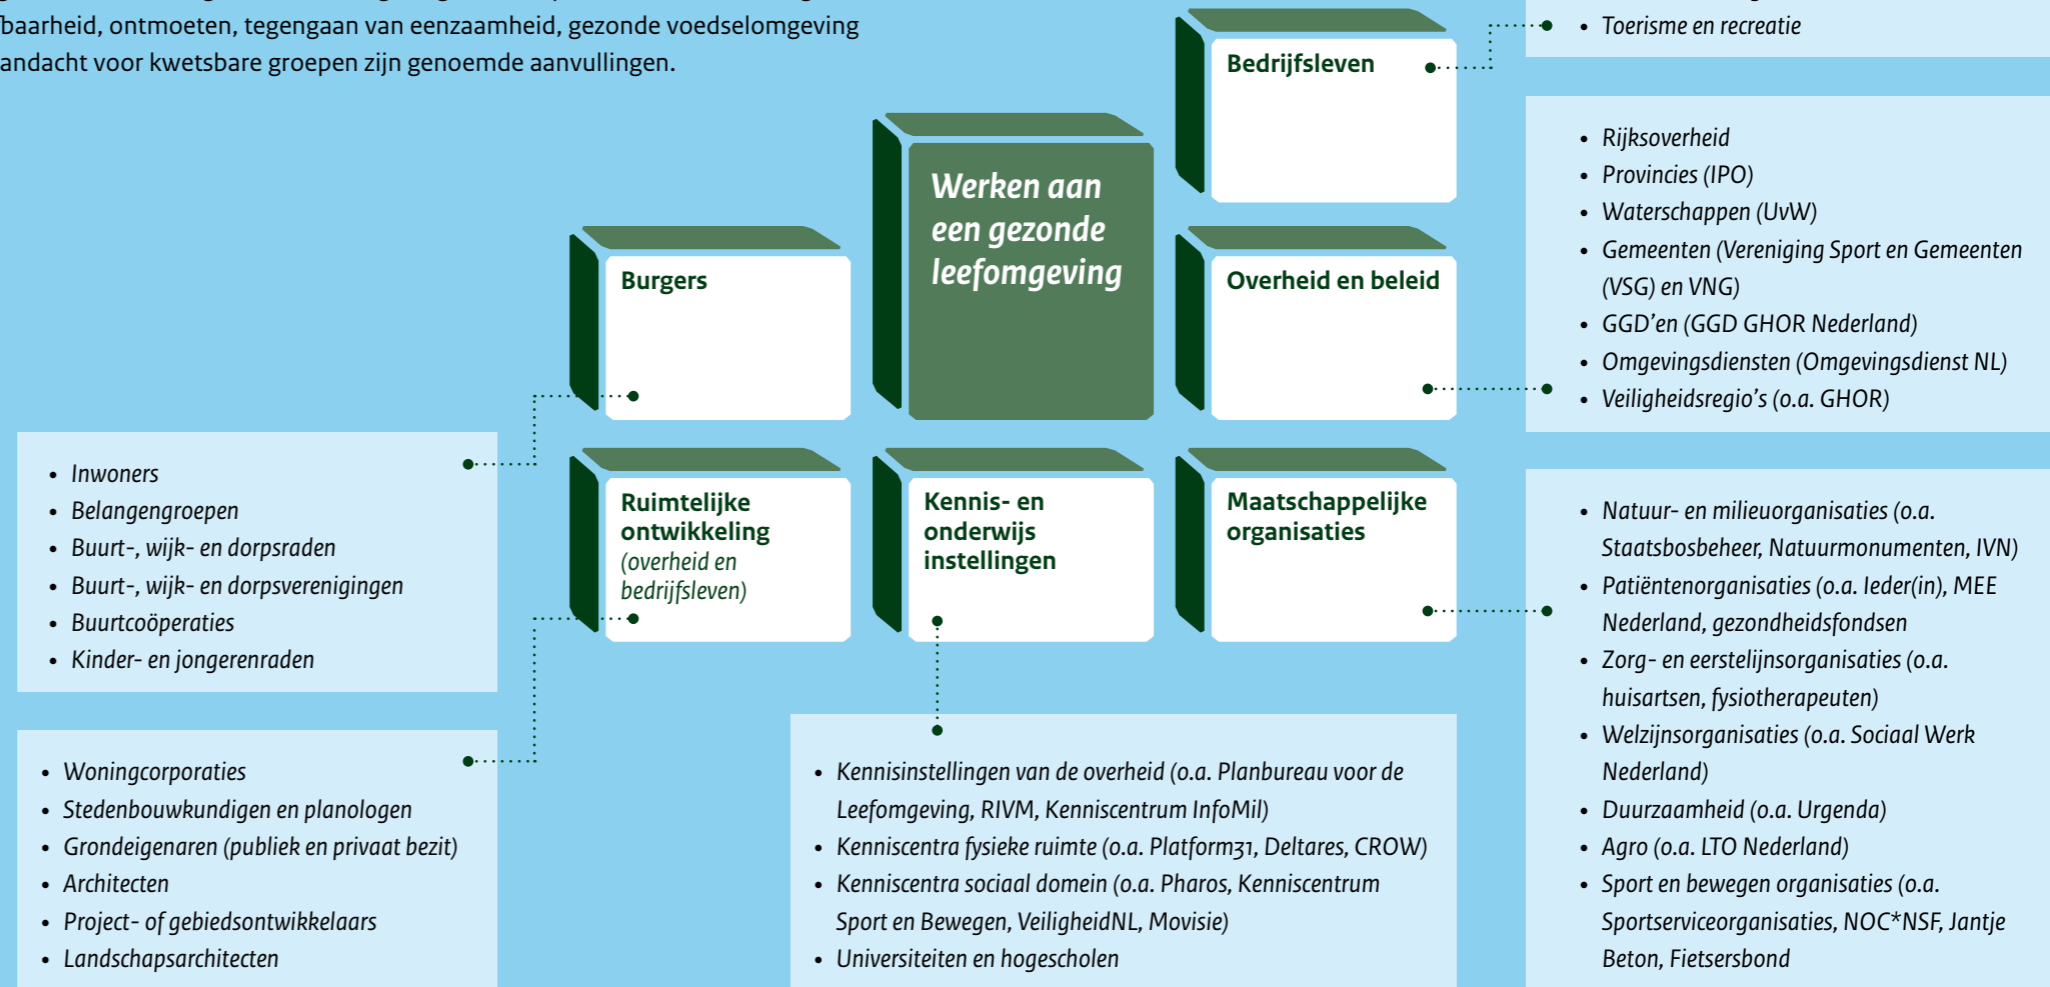 baarheid, ontmoeten, tegengaan van eenzaamheid, gezonde voedselomgeving
andacht voor kwetsbare groepen zijn genoemde aanvullingen.
Bedrijfsleven
• Toerisme en recreatie
Werken aan
een gezonde
leefomgeving
Burgers
Overheid en beleid
• Rijksoverheid
• Provincies (IPO)
• Waterschappen (UvW)
• Gemeenten (Vereniging Sport en Gemeenten
(VSG) en VNG)
• GGD’en (GGD GHOR Nederland)
• Omgevingsdiensten (Omgevingsdienst NL)
• Veiligheidsregio’s (o.a. GHOR)
• Inwoners
• Belangengroepen
• Buurt-, wijk- en dorpsraden
• Buurt-, wijk- en dorpsverenigingen
• Buurtcoöperaties
• Kinder- en jongerenraden
Ruimtelijke
ontwikkeling
(overheid en
bedrijfsleven)
Kennis- en
onderwijs
instellingen
Maatschappelijke
organisaties
• Natuur- en milieuorganisaties (o.a.
Staatsbosbeheer, Natuurmonumenten, IVN)
• Patiëntenorganisaties (o.a. Ieder(in), MEE
Nederland, gezondheidsfondsen
• Zorg- en eerstelijnsorganisaties (o.a.
huisartsen, fysiotherapeuten)
• Welzijnsorganisaties (o.a. Sociaal Werk
Nederland)
• Duurzaamheid (o.a. Urgenda)
• Agro (o.a. LTO Nederland)
• Sport en bewegen organisaties (o.a.
Sportserviceorganisaties, NOC*NSF, Jantje
Beton, Fietsersbond
• Woningcorporaties
• Stedenbouwkundigen en planologen
• Grondeigenaren (publiek en privaat bezit)
• Architecten
• Project- of gebiedsontwikkelaars
• Landschapsarchitecten
• Kennisinstellingen van de overheid (o.a. Planbureau voor de
Leefomgeving, RIVM, Kenniscentrum InfoMil)
• Kenniscentra fysieke ruimte (o.a. Platform31, Deltares, CROW)
• Kenniscentra sociaal domein (o.a. Pharos, Kenniscentrum
Sport en Bewegen, VeiligheidNL, Movisie)
• Universiteiten en hogescholen